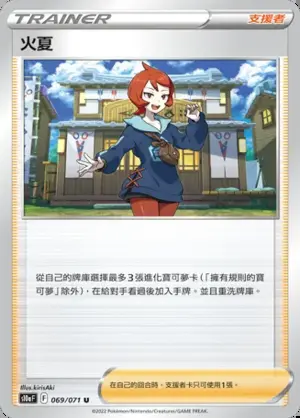 TRAINER
支援者
火夏
從自己的牌庫選擇最多3張進化寶可夢卡(「擁有規則的寶
可夢」除外),在給對手看過後加入手牌。並且重洗牌庫。
Illus.kirisAki
s10a F F 069/071 U
在自己的回合時,支援者卡只可使用1張。
©2022 Pokémon/Nintendo/Creatures/GAME FREAK.